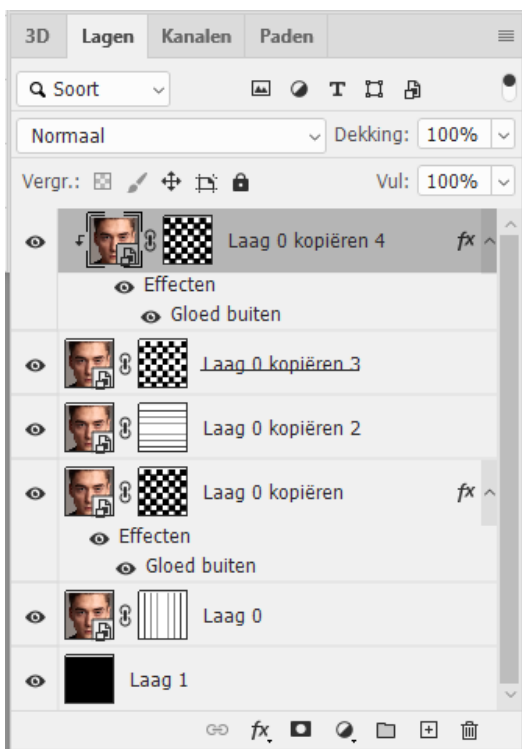 3D Lagen Kanalen Paden
Soort
Normaal Dekking: 100%
Vergr.: Vul: 100%
Laag 0 kopiëren 4 fx
Effecten
Gloed buiten
Laag 0 kopiëren 3
Laag 0 kopiëren 2
Laag 0 kopiëren fx
Effecten
Gloed buiten
Laag 0
Laag 1
fx